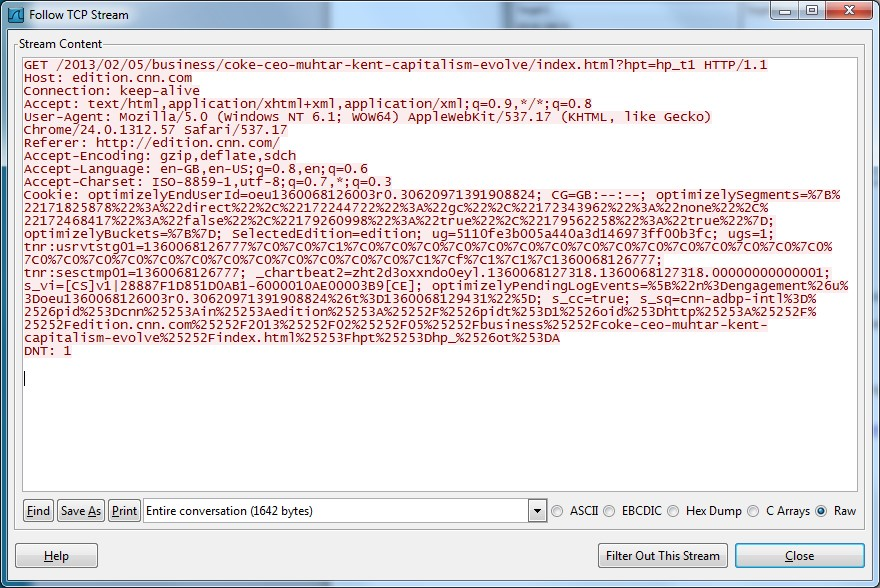 Follow TCP Stream
Stream Content
GET /2013/02/05/business/coke-ceo-muhtar-kent-capitalism-evolve/index.html?hpt=hp_t1 HTTP/1.1
Host: edition.cnn.com
Connection: keep-alive
Accept: text/html,application/xhtml+xml,application/xml;q=0.9,*/*;q=0.8
User-Agent: Mozilla/5.0 (Windows NT 6.1; WOW64) AppleWebKit/537.17 (KHTML, like Gecko)
Chrome/24.0.1312.57 Safari/537.17
Referer: http://edition.cnn.com/
Accept-Encoding: gzip,deflate,sdch
Accept-Language: en-GB,en-US;q=0.8,en;q=0.6
Accept-Charset: ISO-8859-1,utf-8;q=0.7,*;q=0.3
Cookie: optimizelyEndUserId=oeu1360068126003r0.30620971391908824; CG=GB:--:--; optimizelySegments=%7B%
22171825878%22%3A%22direct%22%2C%22172244722%22%3A%22gc%22%2C%22172343962%22%3A%22none%22%2C%
22172468417%22%3A%22false%22%2C%22179260998%22%3A%22true%22%2C%22179562258%22%3A%22true%22%7D;
optimizelyBuckets=%7B%7D; SelectedEdition=edition; ug=5110fe3b005a440a3d146973ff00b3fc; ugs=1;
tnr:usrvtstg01=1360068126777%7C0%7C0%7C1%7C0%7C0%7C0%7C0%7C0%7C0%7C0%7C0%7C0%7C0%7C0%7C0%7C0%7C0%
7C0%7C0%7C0%7C0%7C0%7C0%7C0%7C0%7C0%7C0%7C0%7C1%7Cf%7C1%7C1%7C1360068126777;
tnr:sesctmp01=1360068126777; _chartbeat2=zht2d3oxxndo0eyl.1360068127318.1360068127318.00000000000001;
s_vi=[CS]v1|28887F1D851D0AB1-6000010AE00003B9[CE]; optimizelyPendingLogEvents=%5B%22n%3Dengagement%26u%
3Doeu1360068126003r0.30620971391908824%26t%3D1360068129431%22%5D; s_cc=true; s_sq=cnn-adbp-intl%3D%
2526pid%253Dcnn%25253Ain%25253Aedition%25253A%25252F%2526pidt%253D1%2526oid%253Dhttp%25253A%25252F%
25252Fedition.cnn.com%25252F2013%25252F02%25252F05%25252Fbusiness%25252Fcoke-ceo-muhtar-kent-
capitalism-evolve%25252Findex.html%25253Fhpt%25253Dhp_%2526ot%253DA
DNT: 1
Find Save As Print Entire conversation (1642 bytes) ASCII EBCDIC Hex Dump C Arrays Raw
Help Filter Out This Stream Close